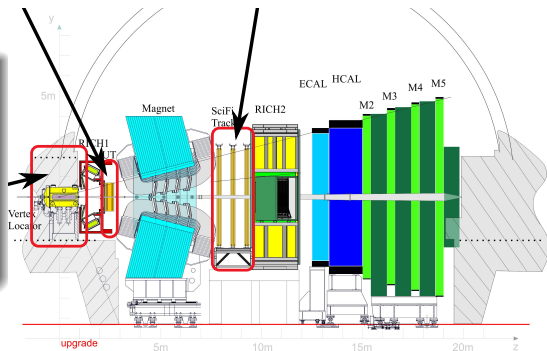 y
5m
Magnet
SciFi
Tracker
RICH2
ECAL
HCAL
M2
M3
M4
M5
RICH1
UT
Vertex
Locator
upgrade
5m
10m
15m
20m
z